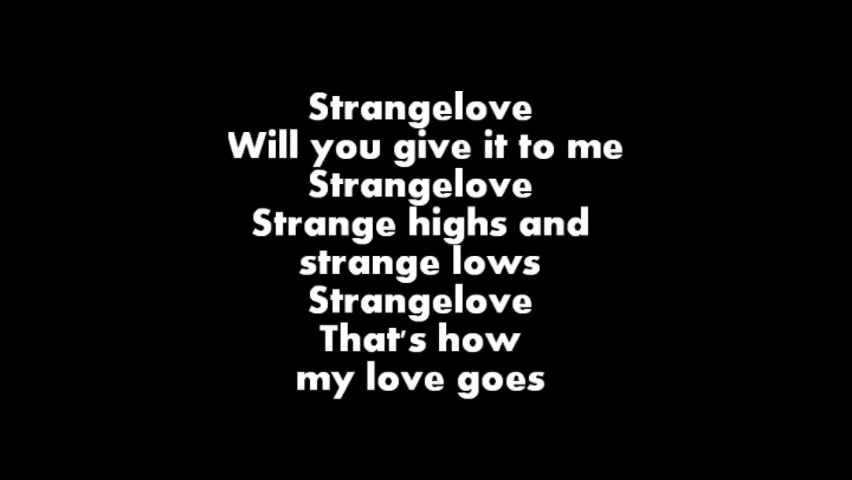 Strangelove
Will you give it to me
Strangelove
Strange highs and
strange lows
Strangelove
That's how
my love goes